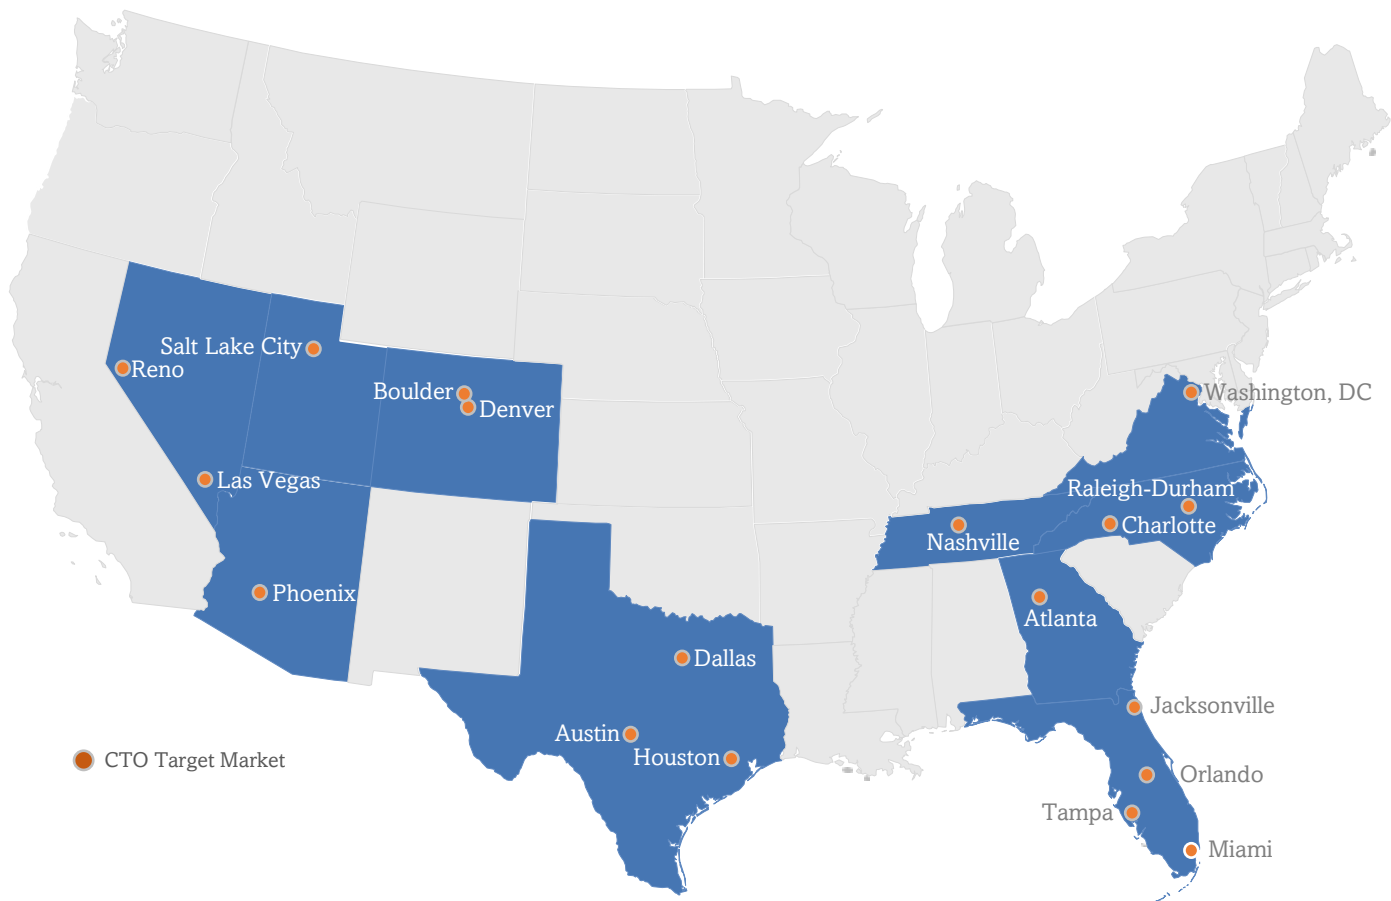 Salt Lake City
Reno
Boulder
Denver
Washington, DC
Las Vegas
Raleigh-Durham
Charlotte
Nashville
Phoenix
Atlanta
Dallas
Jacksonville
Austin
Houston
CTO Target Market
Orlando
Tampa
Miami